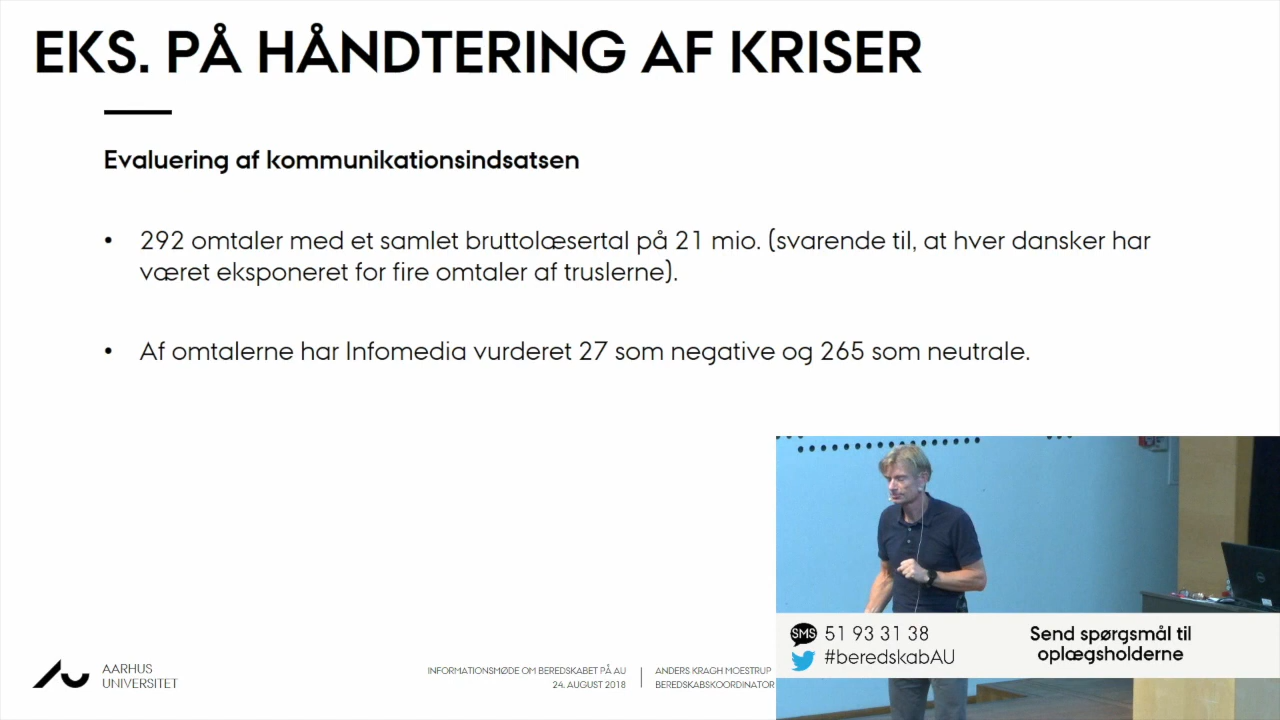 EKS. PÅ HÅNDTERING AF KRISER
Evaluering af kommunikationsindsatsen
• 292 omtaler med et samlet bruttolæsertal på 21 mio. (svarende til, at hver dansker har
været eksponeret for fire omtaler af truslerne).
• Af omtalerne har Infomedia vurderet 27 som negative og 265 som neutrale.
SMS 51 93 31 38
#beredskabAU
Send spørgsmål til
oplægsholderne
AARHUS
UNIVERSITET
INFORMATIONSMØDE OM BEREDSKABET PÅ AU
24. AUGUST 2018
ANDERS KRAGH MOESTRUP
BEREDSKABSKOORDINATOR